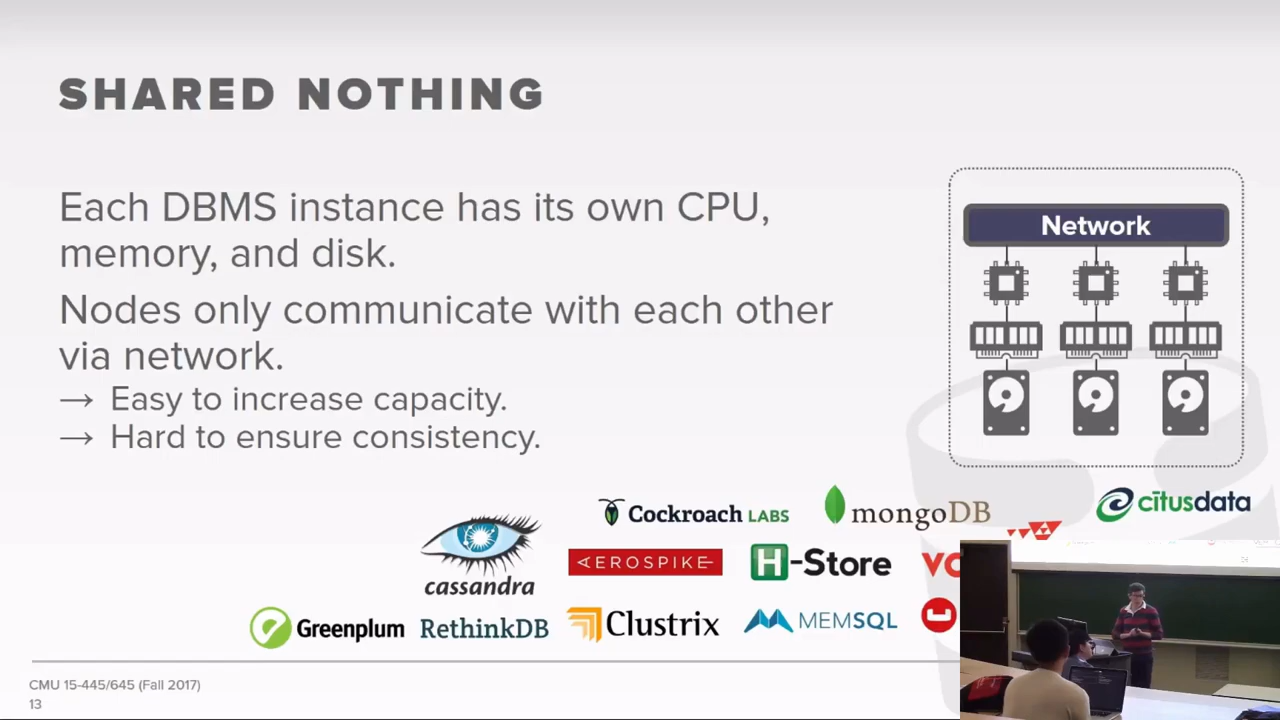 SHARED NOTHING
Each DBMS instance has its own CPU,
memory, and disk.
Nodes only communicate with each other
via network.
→ Easy to increase capacity.
→ Hard to ensure consistency.
Network
Cockroach LABS
mongoDB
citusdata
cassandra
AEROSPIKE
H-Store
Greenplum
RethinkDB
Clustrix
MEMSQL
CMU 15-445/645 (Fall 2017)
13